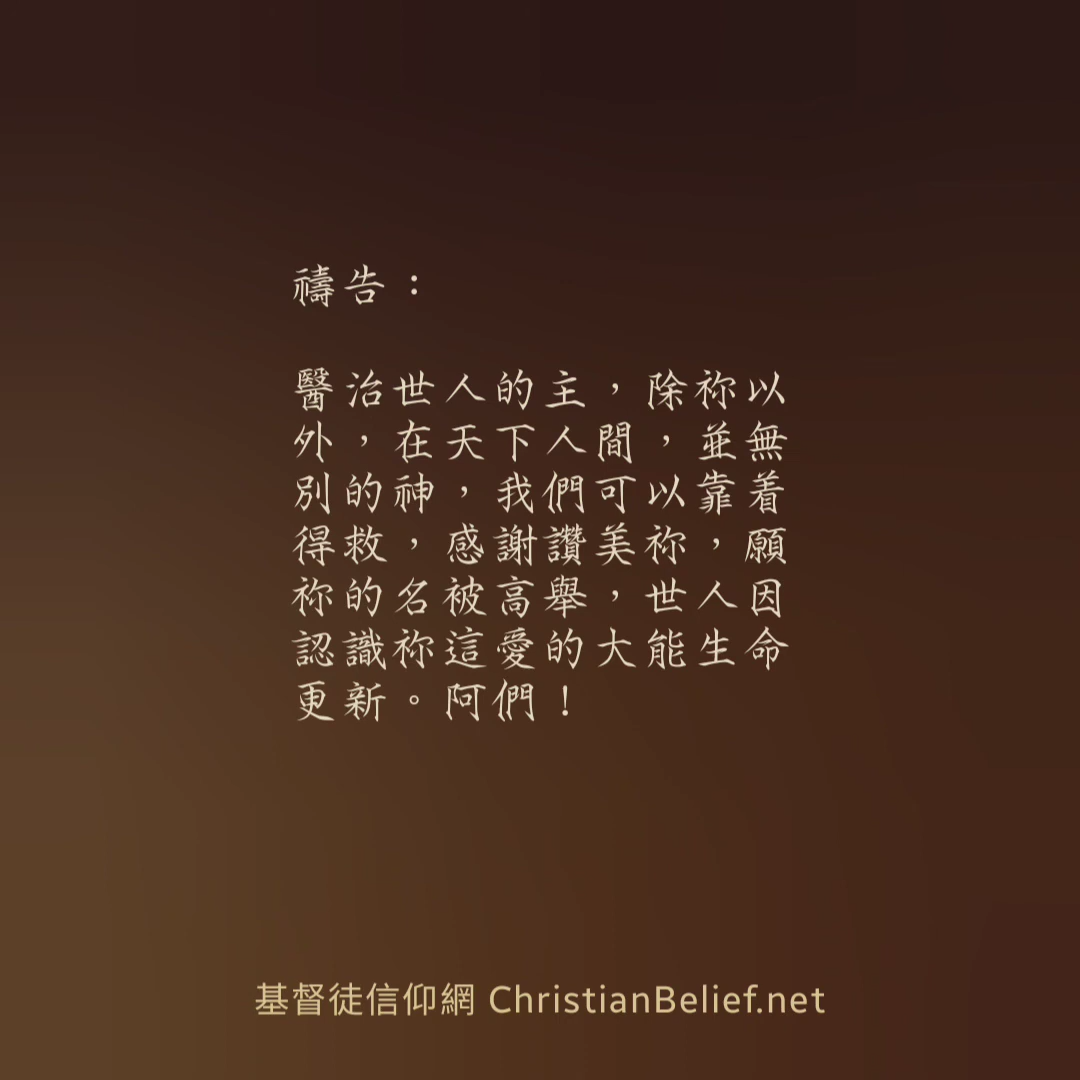 禱告：
醫治世人的主，除祢以
外，在天下人間，並無
別的神，我們可以靠着
得救，感謝讚美祢，願
祢的名被高舉，世人因
認識祢這愛的大能生命
更新。阿們！
基督徒信仰網 ChristianBelief.net